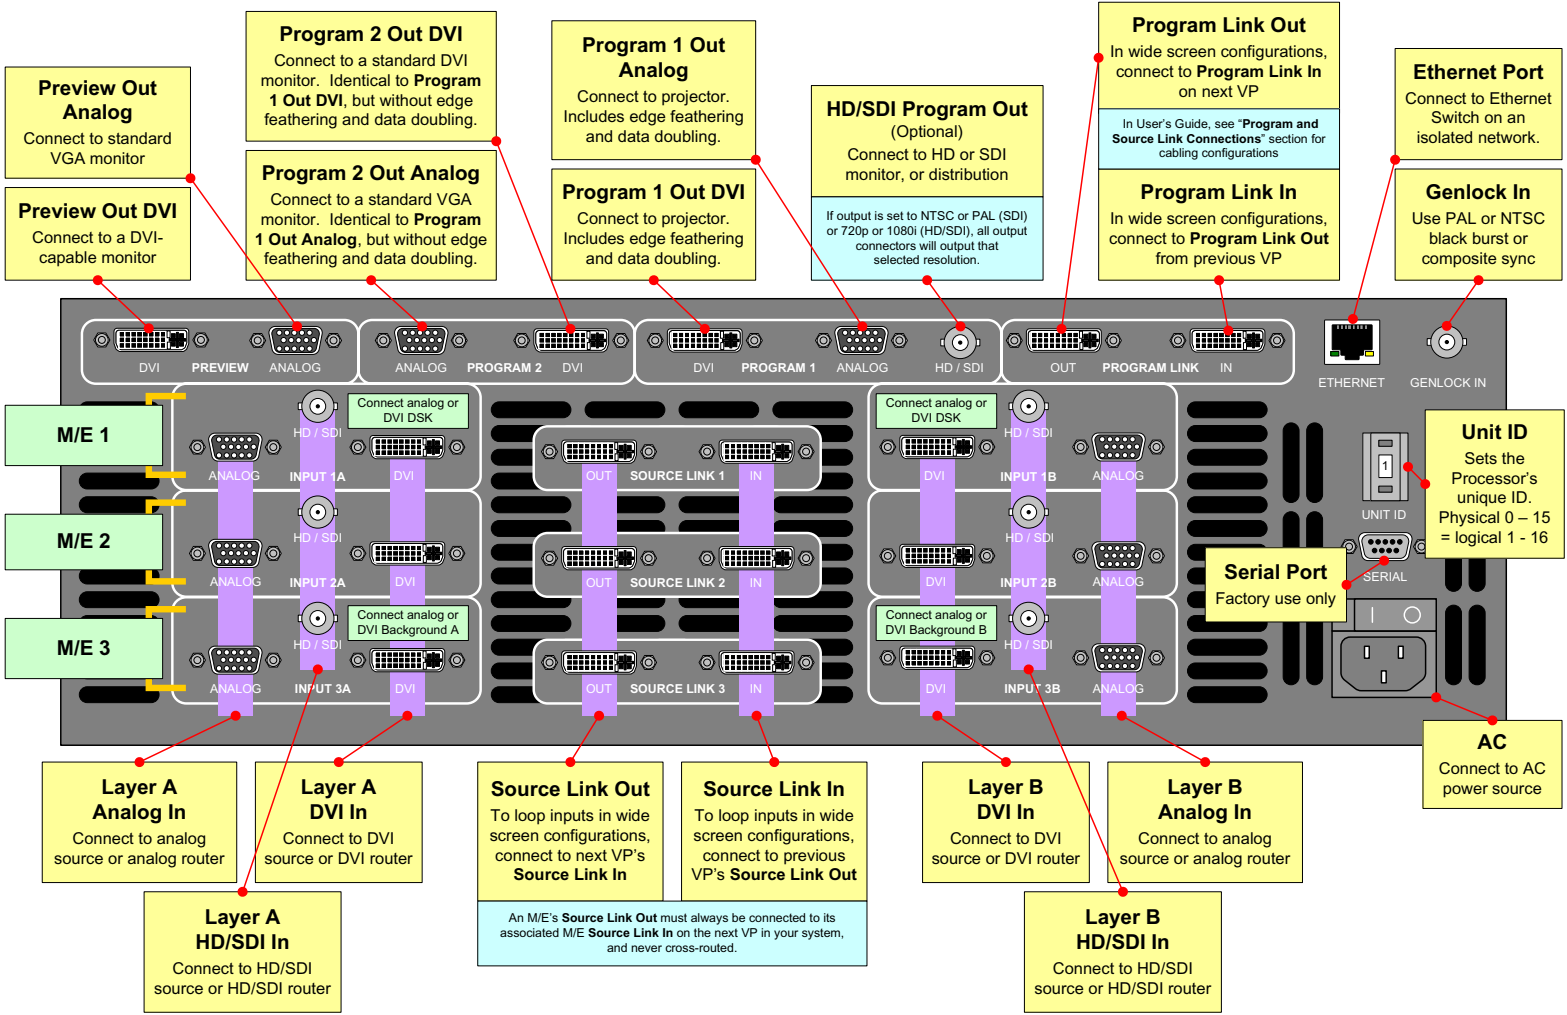 Preview Out
Analog
Connect to standard
VGA monitor
Preview Out DVI
Connect to a DVI-
capable monitor
Program 2 Out DVI
Connect to a standard DVI
monitor. Identical to Program
1 Out DVI, but without edge
feathering and data doubling.
Program 2 Out Analog
Connect to a standard VGA
monitor. Identical to Program
1 Out Analog, but without edge
feathering and data doubling.
Program 1 Out
Analog
Connect to projector.
Includes edge feathering
and data doubling.
Program 1 Out DVI
Connect to projector.
Includes edge feathering
and data doubling.
HD/SDI Program Out
(Optional)
Connect to HD or SDI
monitor, or distribution
If output is set to NTSC or PAL (SDI)
or 720p or 1080i (HD/SDI), all output
connectors will output that
selected resolution.
Program Link Out
In wide screen configurations,
connect to Program Link In
on next VP
In User's Guide, see “Program and
Source Link Connections” section for
cabling configurations
Program Link In
In wide screen configurations,
connect to Program Link Out
from previous VP
Ethernet Port
Connect to Ethernet
Switch on an
isolated network.
Genlock In
Use PAL or NTSC
black burst or
composite sync
DVI PREVIEW ANALOG
ANALOG PROGRAM 2 DVI
DVI PROGRAM 1 ANALOG HD / SDI
OUT PROGRAM LINK IN
ETHERNET
GENLOCK IN
M/E 1
HD / SDI
Connect analog or
DVI DSK
ANALOG INPUT 1A DVI
OUT SOURCE LINK 1 IN
Connect analog or
DVI DSK
HD / SDI
DVI INPUT 1B ANALOG
1
UNIT ID
Unit ID
Sets the
Processor's
unique ID.
Physical 0 – 15
= logical 1 - 16
M/E 2
HD / SDI
ANALOG INPUT 2A DVI
OUT SOURCE LINK 2 IN
HD / SDI
DVI INPUT 2B ANALOG
SERIAL
Serial Port
Factory use only
M/E 3
HD / SDI
Connect analog or
DVI Background A
ANALOG INPUT 3A DVI
OUT SOURCE LINK 3 IN
Connect analog or
DVI Background B
HD / SDI
DVI INPUT 3B ANALOG
AC
Connect to AC
power source
Layer A
Analog In
Connect to analog
source or analog router
Layer A
DVI In
Connect to DVI
source or DVI router
Layer A
HD/SDI In
Connect to HD/SDI
source or HD/SDI router
Source Link Out
To loop inputs in wide
screen configurations,
connect to next VP's
Source Link In
Source Link In
To loop inputs in wide
screen configurations,
connect to previous
VP's Source Link Out
An M/E's Source Link Out must always be connected to its
associated M/E Source Link In on the next VP in your system,
and never cross-routed.
Layer B
DVI In
Connect to DVI
source or DVI router
Layer B
Analog In
Connect to analog
source or analog router
Layer B
HD/SDI In
Connect to HD/SDI
source or HD/SDI router